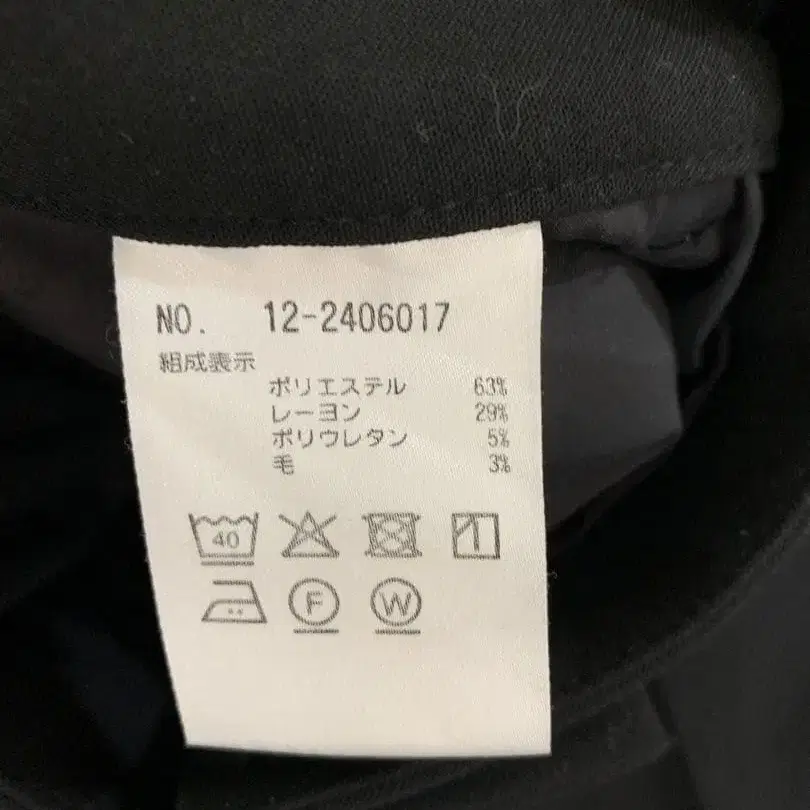 NO. 12-2406017
組成表示
ポリエステル 63%
レーヨン 29%
ポリウレタン 5%
毛 3%
40
F W